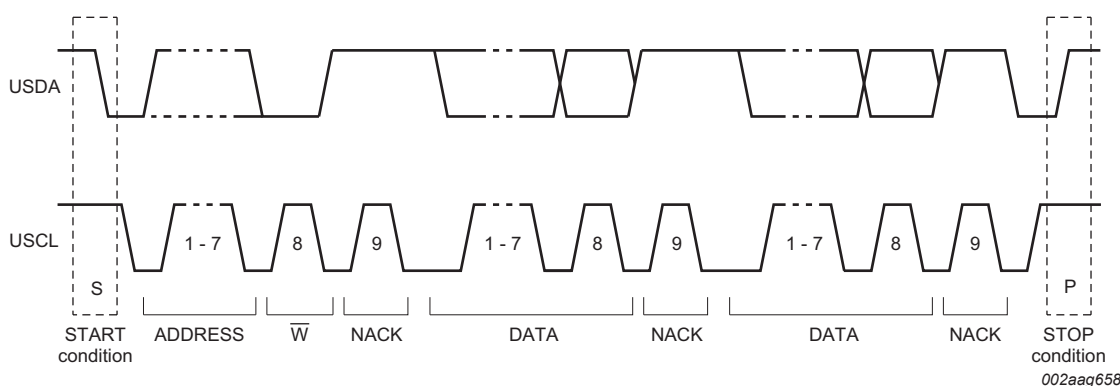 USDA
USCL
1 - 7
8
9
1 - 7
8
9
1 - 7
8
9
S
P
START
condition
ADDRESS
W̅
NACK
DATA
NACK
DATA
NACK
STOP
condition
002aag658